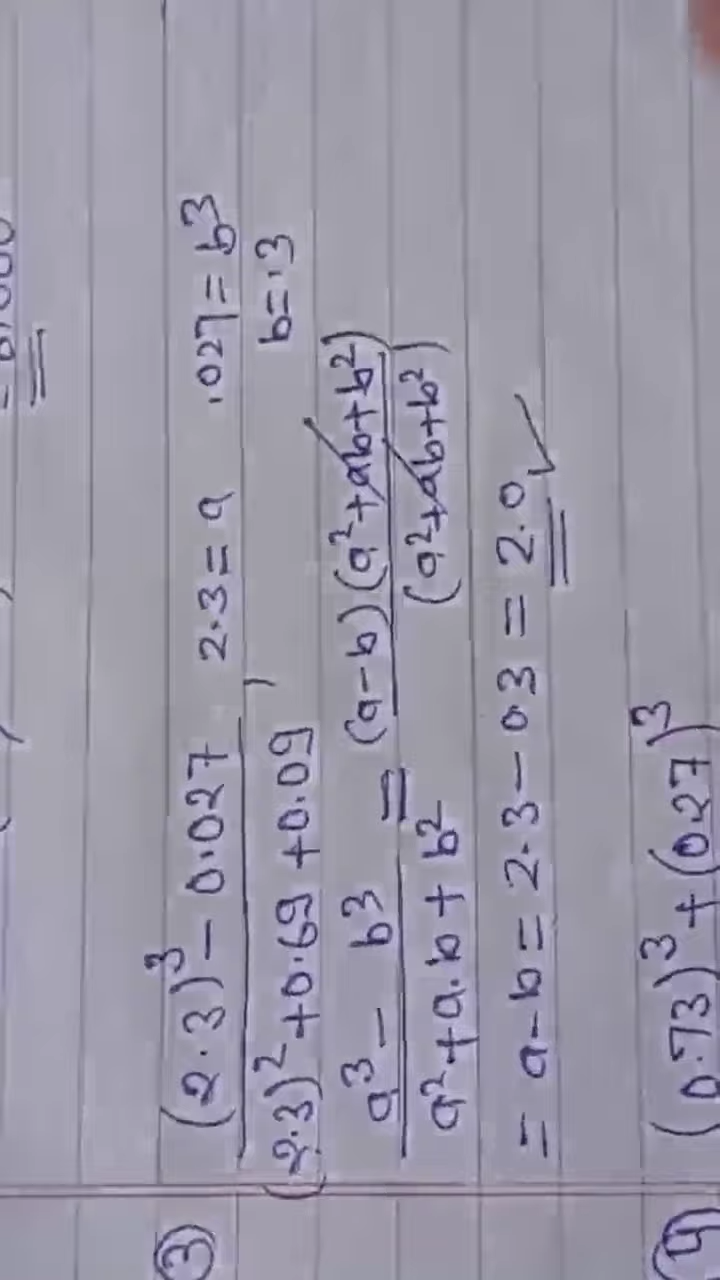 ③ (2.3)³ - 0.027 2.3 = a .027 = b³
(2.3)² + 0.69 + 0.09 , b = .3
a³ - b³ = (a-b)(a²+ab+b²)
a² + a.b + b² (a²+ab+b²)
= a-b = 2.3 - 0.3 = 2.0 ✓
④ (0.73)³ + (0.27)³